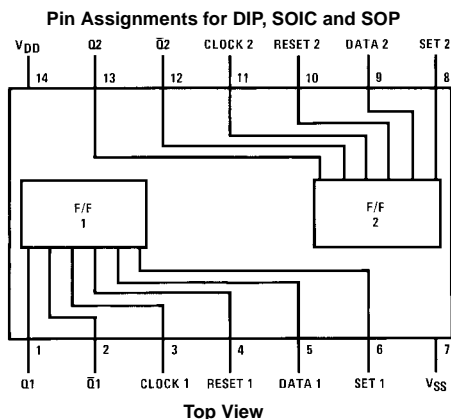 Pin Assignments for DIP, SOIC and SOP
VDD Q2 Q̅2 CLOCK 2 RESET 2 DATA 2 SET 2
14 13 12 11 10 9 8
F/F
1
F/F
2
1 2 3 4 5 6 7
Q1 Q̅1 CLOCK 1 RESET 1 DATA 1 SET 1 VSS
Top View